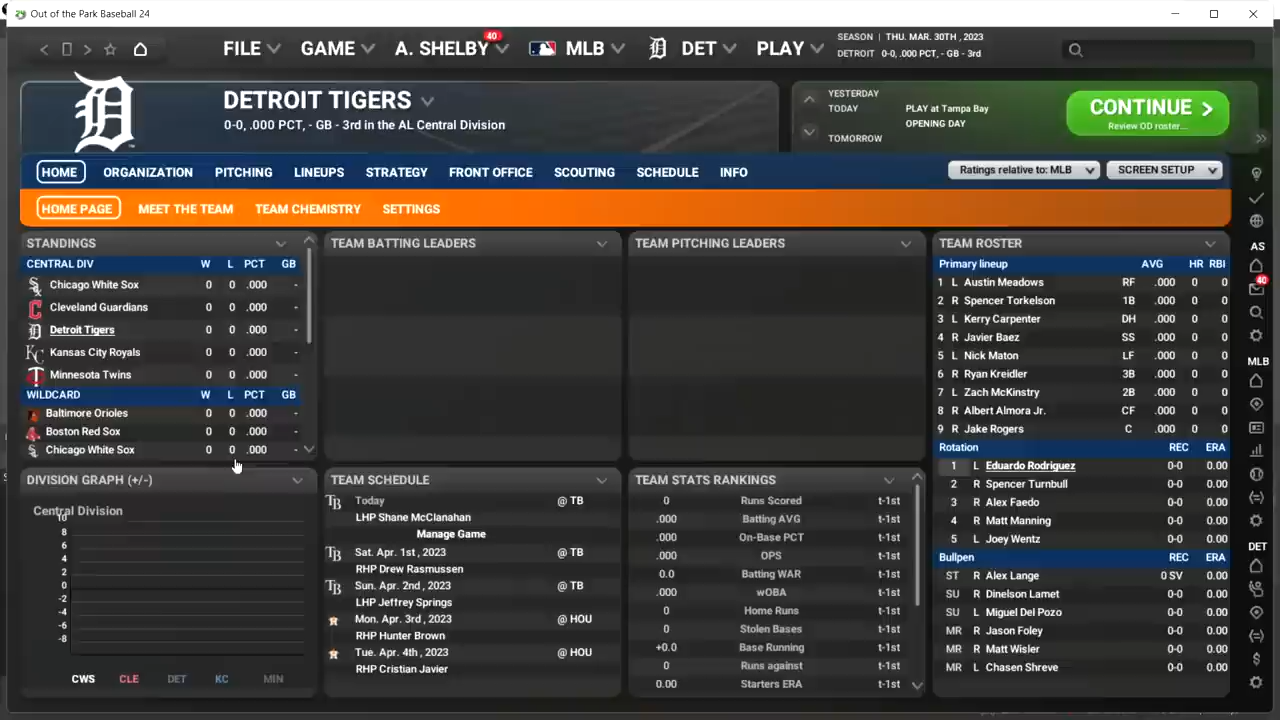 Out of the Park Baseball 24
FILE GAME A. SHELBY 40 MLB DET PLAY
SEASON | THU. MAR. 30TH , 2023
DETROIT: 0-0, .000 PCT, - GB - 3rd
DETROIT TIGERS
0-0, .000 PCT, - GB - 3rd in the AL Central Division
YESTERDAY
TODAY PLAY at Tampa Bay
OPENING DAY
TOMORROW
CONTINUE >
Review OD roster...
HOME ORGANIZATION PITCHING LINEUPS STRATEGY FRONT OFFICE SCOUTING SCHEDULE INFO
Ratings relative to: MLB
SCREEN SETUP
HOME PAGE MEET THE TEAM TEAM CHEMISTRY SETTINGS
STANDINGS
CENTRAL DIV W L PCT GB
Chicago White Sox 0 0 .000 -
Cleveland Guardians 0 0 .000 -
Detroit Tigers 0 0 .000 -
Kansas City Royals 0 0 .000 -
Minnesota Twins 0 0 .000 -
WILDCARD W L PCT GB
Baltimore Orioles 0 0 .000 -
Boston Red Sox 0 0 .000 -
Chicago White Sox 0 0 .000 -
TEAM BATTING LEADERS
TEAM PITCHING LEADERS
TEAM ROSTER
Primary lineup AVG HR RBI
1 L Austin Meadows RF .000 0 0
2 R Spencer Torkelson 1B .000 0 0
3 L Kerry Carpenter DH .000 0 0
4 R Javier Baez SS .000 0 0
5 L Nick Maton LF .000 0 0
6 R Ryan Kreidler 3B .000 0 0
7 L Zach McKinstry 2B .000 0 0
8 R Albert Almora Jr. CF .000 0 0
9 R Jake Rogers C .000 0 0
Rotation REC ERA
1 L Eduardo Rodriguez 0-0 0.00
2 R Spencer Turnbull 0-0 0.00
3 R Alex Faedo 0-0 0.00
4 R Matt Manning 0-0 0.00
5 L Joey Wentz 0-0 0.00
Bullpen REC ERA
ST R Alex Lange 0 SV 0.00
SU R Dinelson Lamet 0-0 0.00
SU L Miguel Del Pozo 0-0 0.00
MR R Jason Foley 0-0 0.00
MR R Matt Wisler 0-0 0.00
MR L Chasen Shreve 0-0 0.00
DIVISION GRAPH (+/-)
Central Division
10
8
6
4
2
0
-2
-4
-6
-8
CWS CLE DET KC MIN
TEAM SCHEDULE
TB Today @ TB
LHP Shane McClanahan
Manage Game
TB Sat. Apr. 1st , 2023 @ TB
RHP Drew Rasmussen
TB Sun. Apr. 2nd , 2023 @ TB
LHP Jeffrey Springs
Mon. Apr. 3rd , 2023 @ HOU
RHP Hunter Brown
Tue. Apr. 4th , 2023 @ HOU
RHP Cristian Javier
TEAM STATS RANKINGS
0 Runs Scored t-1st
.000 Batting AVG t-1st
.000 On-Base PCT t-1st
.000 OPS t-1st
0.0 Batting WAR t-1st
.000 wOBA t-1st
0 Home Runs t-1st
0 Stolen Bases t-1st
+0.0 Base Running t-1st
0 Runs against t-1st
0.00 Starters ERA t-1st
AS
40
MLB
DET
$